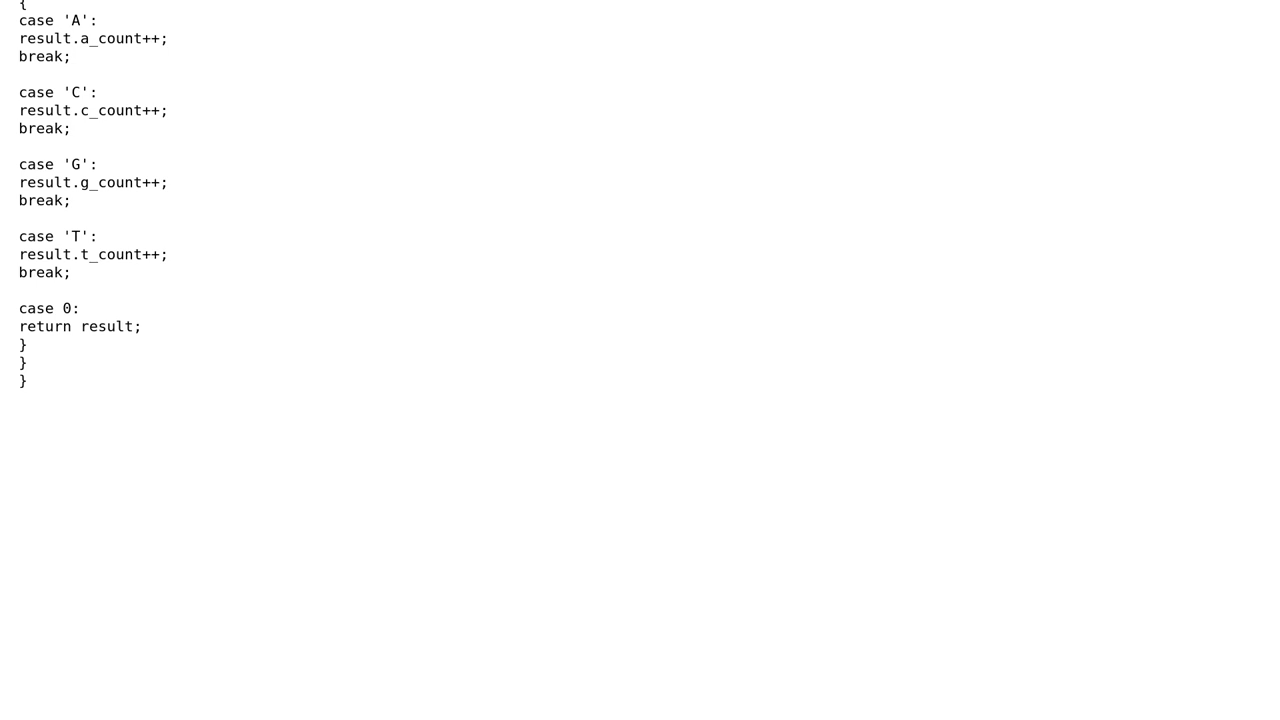 {
case 'A':
result.a_count++;
break;

case 'C':
result.c_count++;
break;

case 'G':
result.g_count++;
break;

case 'T':
result.t_count++;
break;

case 0:
return result;
}
}
}